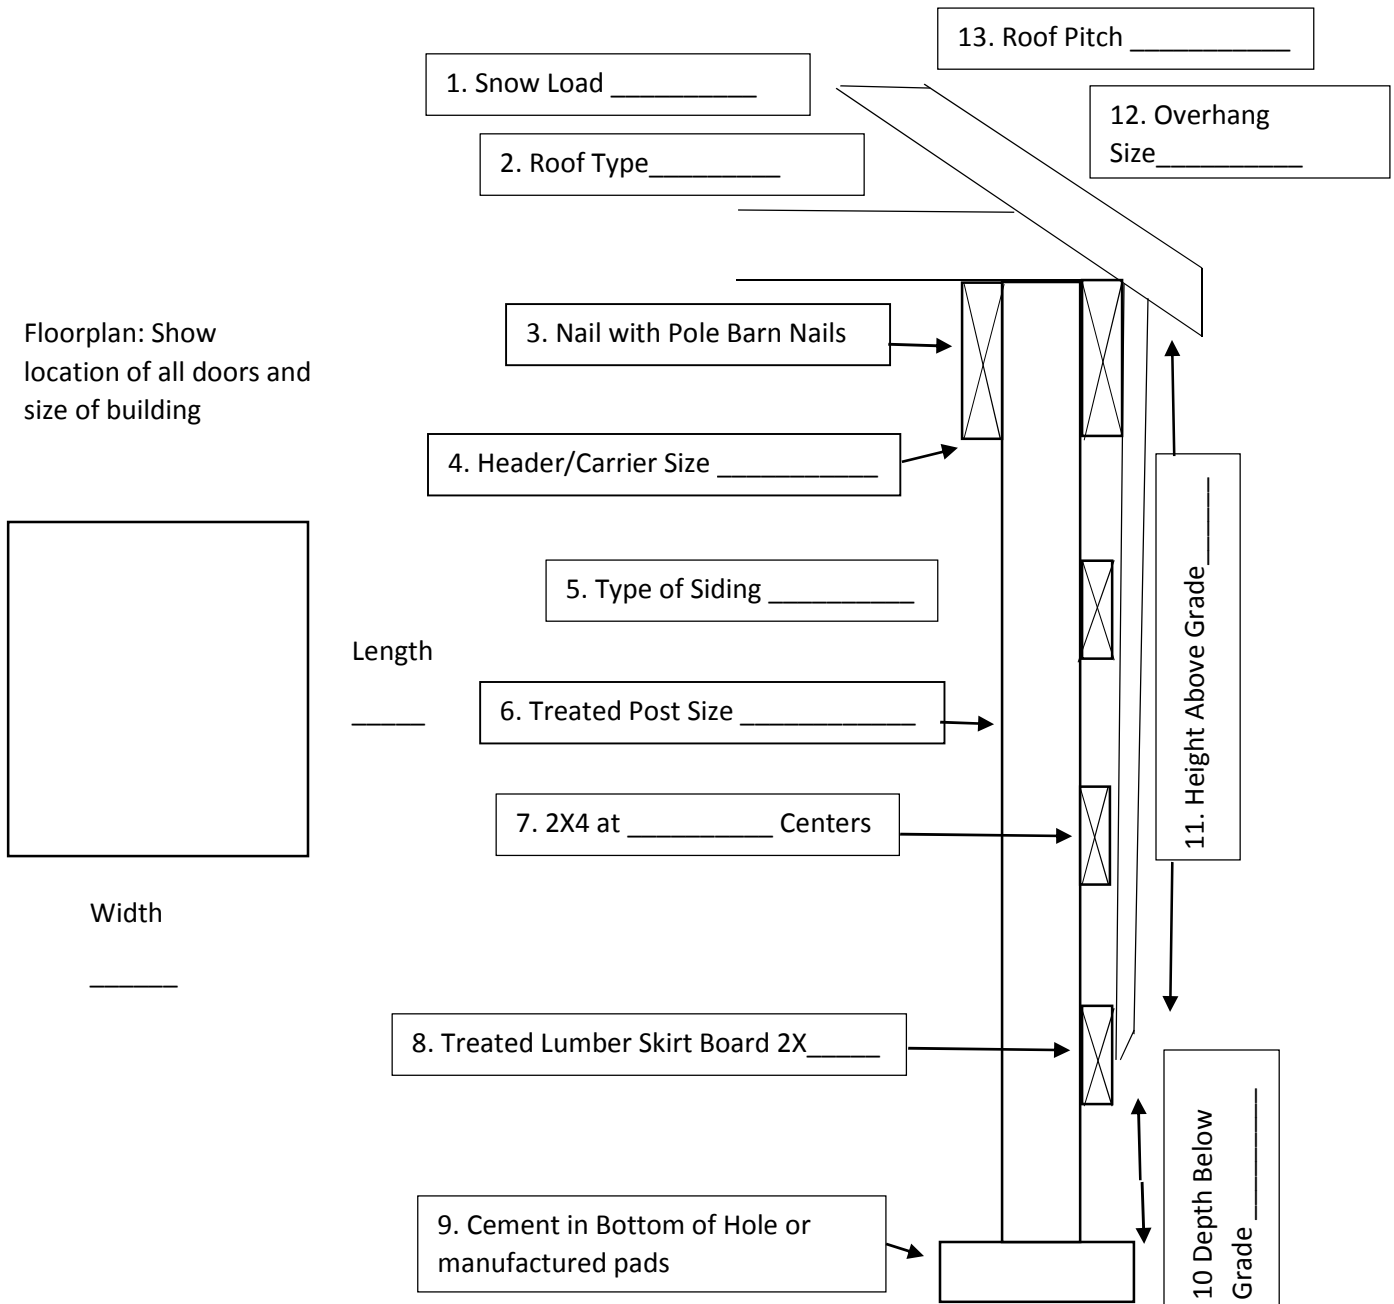 13. Roof Pitch ___________
1. Snow Load __________
12. Overhang
Size__________
2. Roof Type_________
3. Nail with Pole Barn Nails
Floorplan: Show
location of all doors and
size of building
4. Header/Carrier Size ___________
5. Type of Siding __________
11. Height Above Grade______
Length
_____
6. Treated Post Size ____________
7. 2X4 at __________ Centers
Width
______
8. Treated Lumber Skirt Board 2X_____
10 Depth Below
Grade _________
9. Cement in Bottom of Hole or
manufactured pads